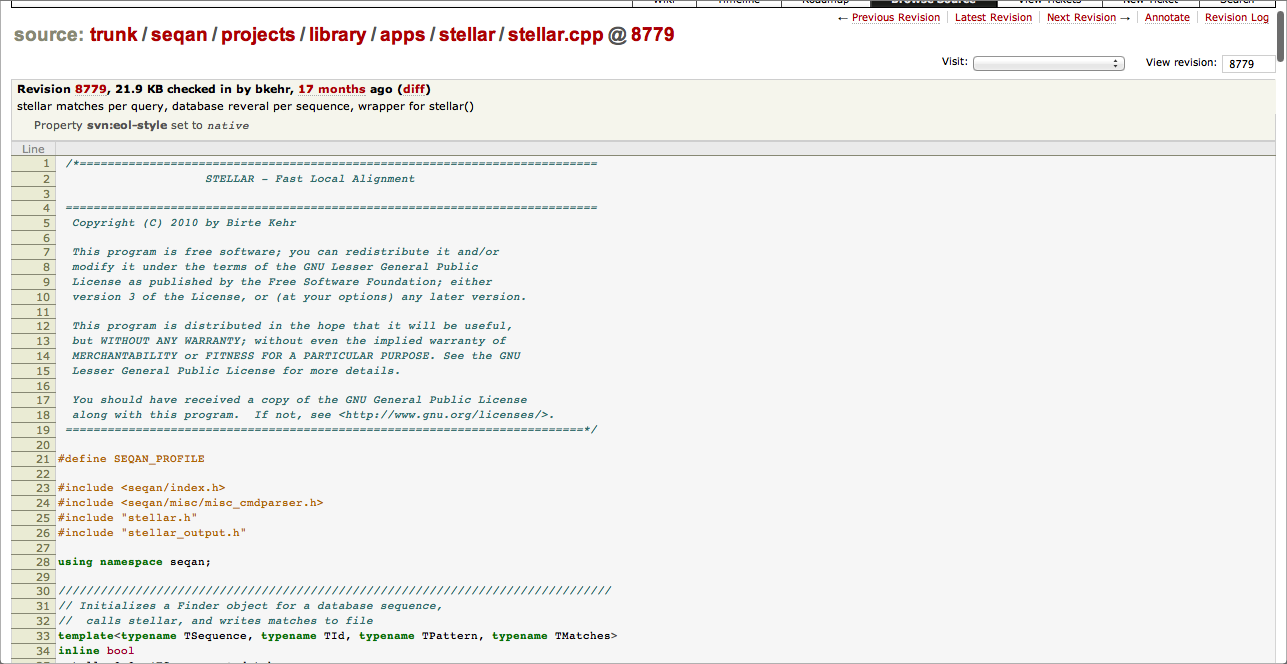 Wiki Timeline Roadmap Browse Source View Tickets New Ticket Search
← Previous Revision Latest Revision Next Revision → Annotate Revision Log
source: trunk / seqan / projects / library / apps / stellar / stellar.cpp @ 8779
Visit: View revision: 8779
Revision 8779, 21.9 KB checked in by bkehr, 17 months ago (diff)
stellar matches per query, database reveral per sequence, wrapper for stellar()
Property svn:eol-style set to native
Line
1 /*==========================================================================
2 STELLAR - Fast Local Alignment
3
4 ============================================================================
5 Copyright (C) 2010 by Birte Kehr
6
7 This program is free software; you can redistribute it and/or
8 modify it under the terms of the GNU Lesser General Public
9 License as published by the Free Software Foundation; either
10 version 3 of the License, or (at your options) any later version.
11
12 This program is distributed in the hope that it will be useful,
13 but WITHOUT ANY WARRANTY; without even the implied warranty of
14 MERCHANTABILITY or FITNESS FOR A PARTICULAR PURPOSE. See the GNU
15 Lesser General Public License for more details.
16
17 You should have received a copy of the GNU General Public License
18 along with this program. If not, see <http://www.gnu.org/licenses/>.
19 ==========================================================================*/
20
21 #define SEQAN_PROFILE
22
23 #include <seqan/index.h>
24 #include <seqan/misc/misc_cmdparser.h>
25 #include "stellar.h"
26 #include "stellar_output.h"
27
28 using namespace seqan;
29
30 ///////////////////////////////////////////////////////////////////////////////
31 // Initializes a Finder object for a database sequence,
32 //  calls stellar, and writes matches to file
33 template<typename TSequence, typename TId, typename TPattern, typename TMatches>
34 inline bool